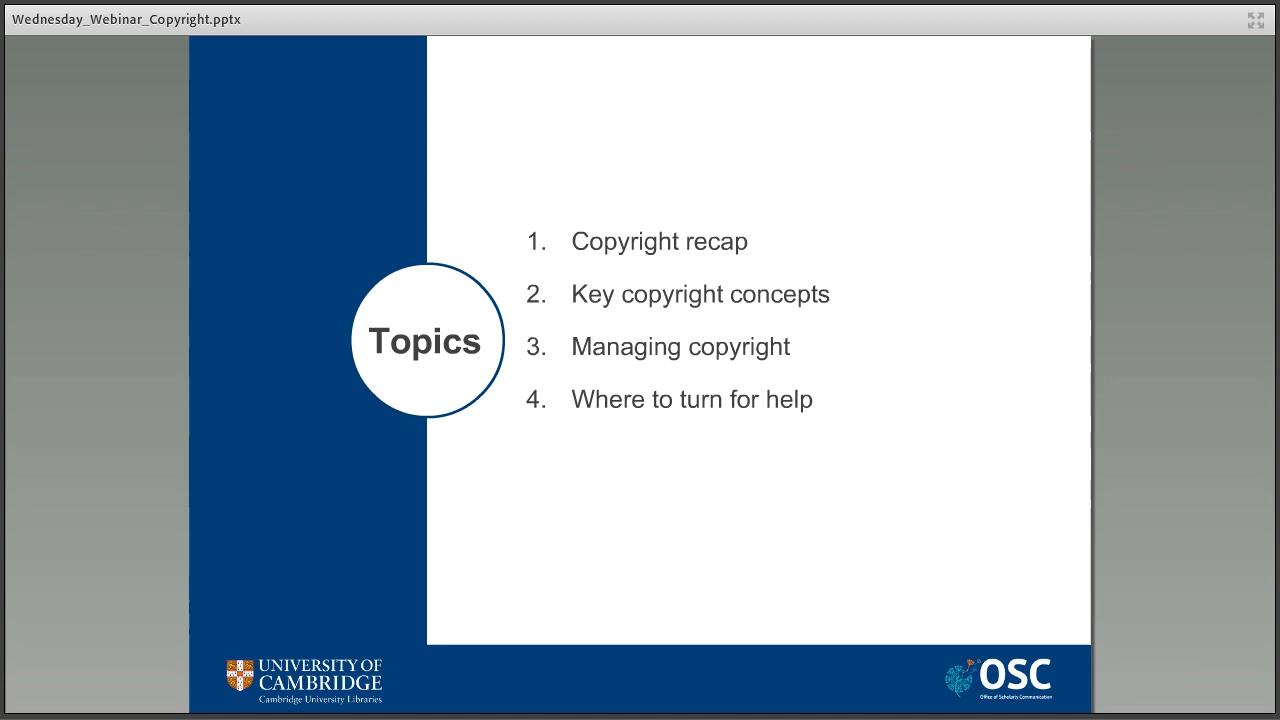 Wednesday_Webinar_Copyright.pptx
1. Copyright recap
2. Key copyright concepts
Topics
3. Managing copyright
4. Where to turn for help
UNIVERSITY OF
CAMBRIDGE
Cambridge University Libraries
OSC
Office of Scholarly Communication